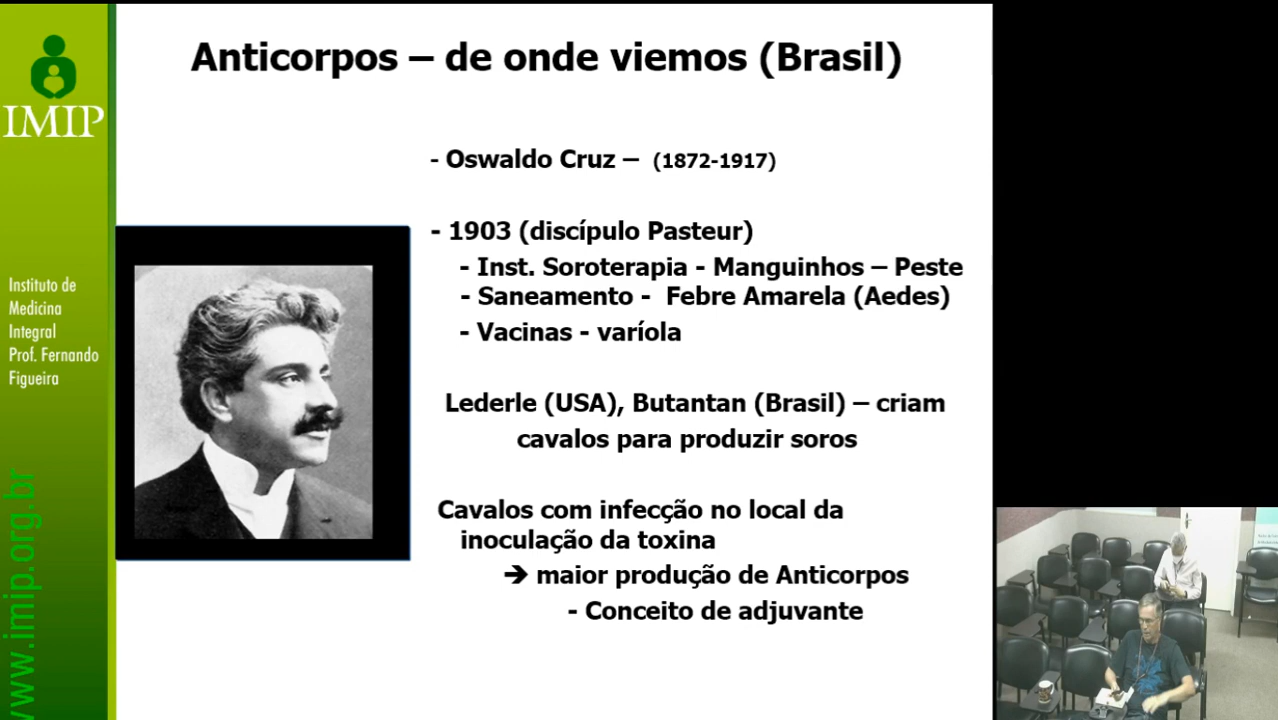 Anticorpos – de onde viemos (Brasil)
IMIP
- Oswaldo Cruz – (1872-1917)
- 1903 (discípulo Pasteur)
- Inst. Soroterapia - Manguinhos – Peste
- Saneamento - Febre Amarela (Aedes)
- Vacinas - varíola
Lederle (USA), Butantan (Brasil) – criam
cavalos para produzir soros
Cavalos com infecção no local da
inoculação da toxina
➔ maior produção de Anticorpos
- Conceito de adjuvante
Instituto de
Medicina
Integral
Prof. Fernando
Figueira
www.imip.org.br